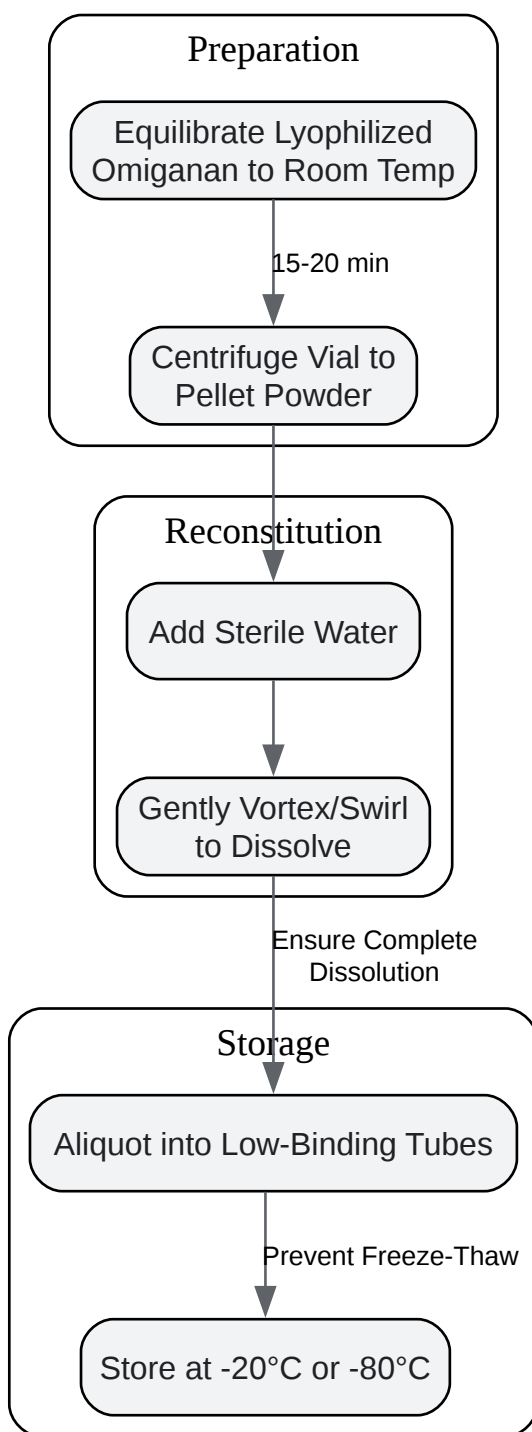 Preparation
Equilibrate Lyophilized
Omiganan to Room Temp
15-20 min
Centrifuge Vial to
Pellet Powder
Reconstitution
Add Sterile Water
Gently Vortex/Swirl
to Dissolve
Ensure Complete
Dissolution
Storage
Aliquot into Low-Binding Tubes
Prevent Freeze-Thaw
Store at -20°C or -80°C